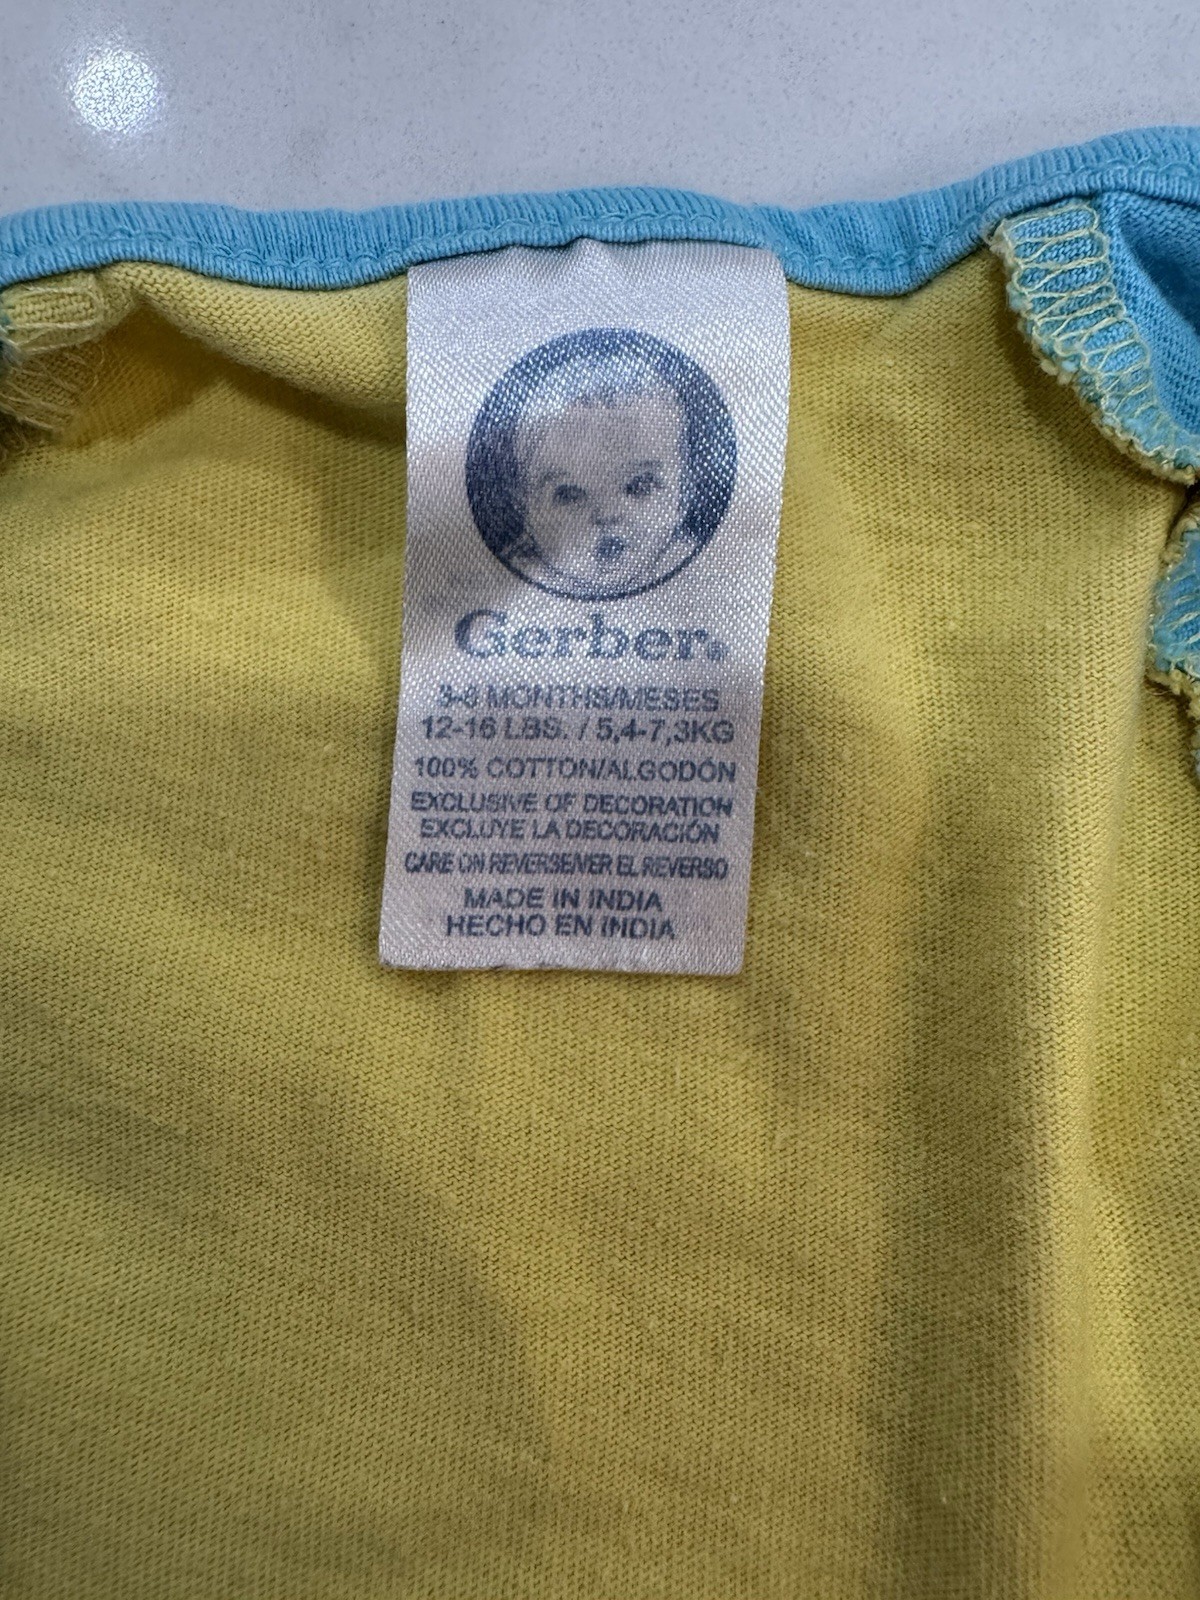 Gerber®
3-6 MONTHS/MESES
12-16 LBS. / 5,4-7,3KG
100% COTTON/ALGODÓN
EXCLUSIVE OF DECORATION
EXCLUYE LA DECORACIÓN
CARE ON REVERSE/VER EL REVERSO
MADE IN INDIA
HECHO EN INDIA